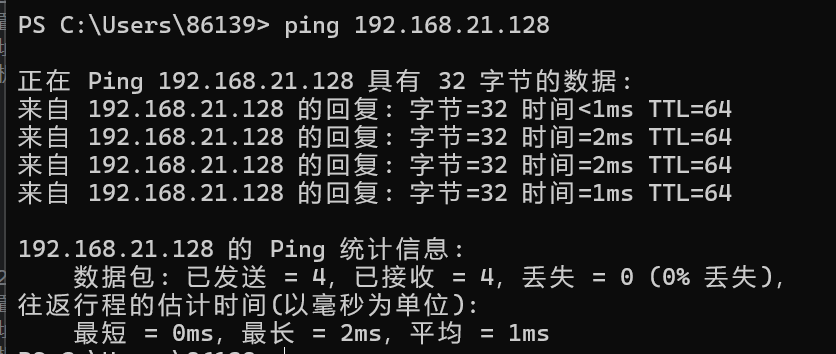 PS C:\Users\86139> ping 192.168.21.128
正在 Ping 192.168.21.128 具有 32 字节的数据:
来自 192.168.21.128 的回复: 字节=32 时间<1ms TTL=64
来自 192.168.21.128 的回复: 字节=32 时间=2ms TTL=64
来自 192.168.21.128 的回复: 字节=32 时间=2ms TTL=64
来自 192.168.21.128 的回复: 字节=32 时间=1ms TTL=64
192.168.21.128 的 Ping 统计信息:
数据包: 已发送 = 4, 已接收 = 4, 丢失 = 0 (0% 丢失),
往返行程的估计时间(以毫秒为单位):
最短 = 0ms, 最长 = 2ms, 平均 = 1ms